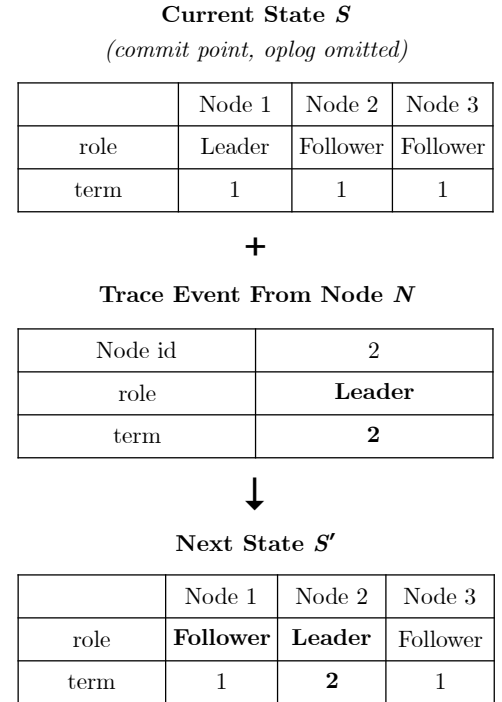 Current State S
(commit point, oplog omitted)
Node 1 Node 2 Node 3
role Leader Follower Follower
term 1 1 1
+
Trace Event From Node N
Node id 2
role Leader
term 2
↓
Next State S′
Node 1 Node 2 Node 3
role Follower Leader Follower
term 1 2 1